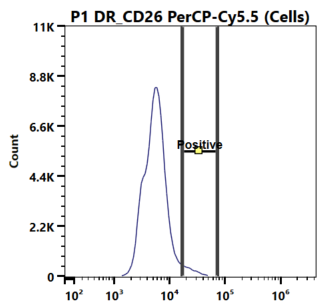 P1 DR_CD26 PerCP-Cy5.5 (Cells)
11K
8.8K
6.6K
4.4K
2.2K
0
Count
Positive
10² 10³ 10⁴ 10⁵ 10⁶